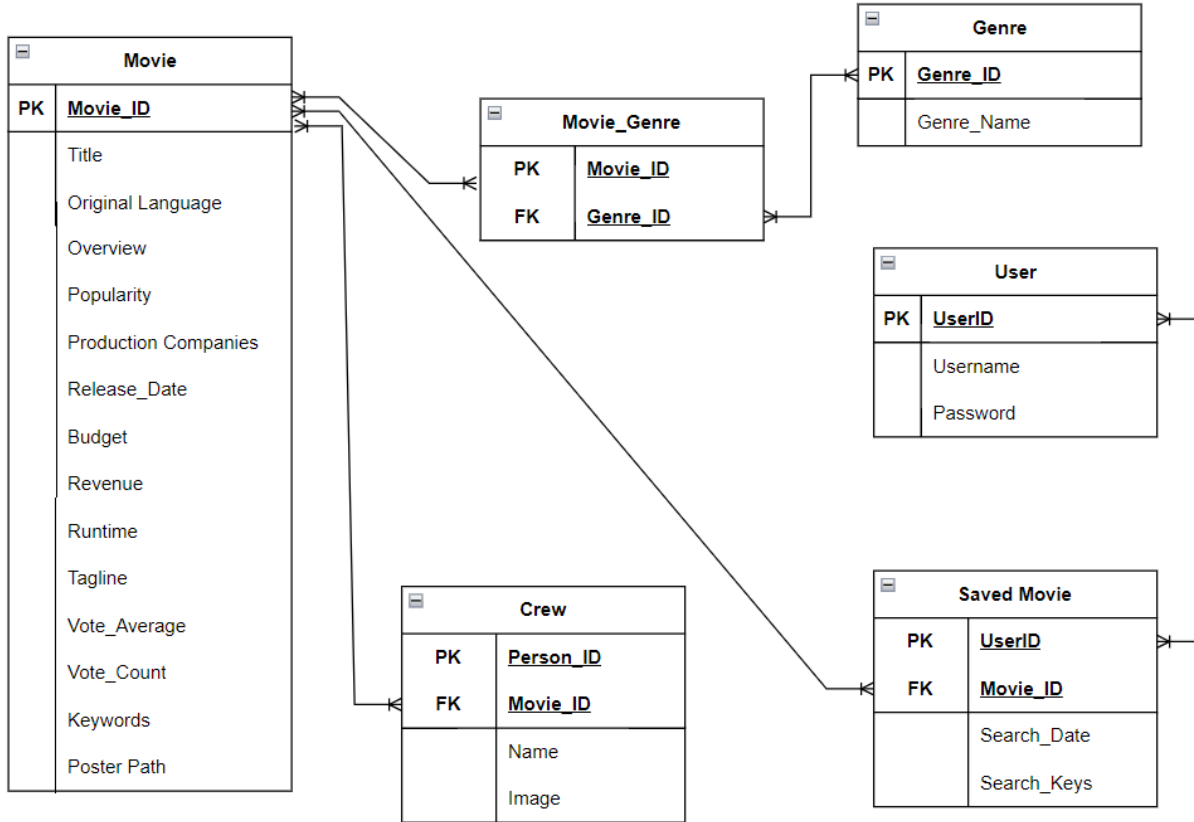 Movie
PK Movie_ID
Title
Original Language
Overview
Popularity
Production Companies
Release_Date
Budget
Revenue
Runtime
Tagline
Vote_Average
Vote_Count
Keywords
Poster Path
Movie_Genre
PK Movie_ID
FK Genre_ID
Genre
PK Genre_ID
Genre_Name
User
PK UserID
Username
Password
Crew
PK Person_ID
FK Movie_ID
Name
Image
Saved Movie
PK UserID
FK Movie_ID
Search_Date
Search_Keys